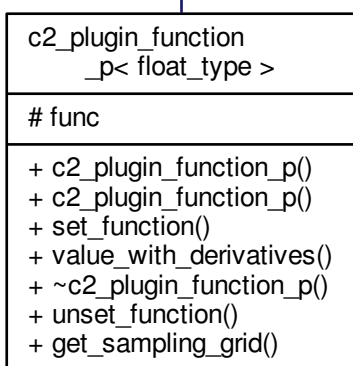 c2_plugin_function
_p< float_type >
# func
+ c2_plugin_function_p()
+ c2_plugin_function_p()
+ set_function()
+ value_with_derivatives()
+ ~c2_plugin_function_p()
+ unset_function()
+ get_sampling_grid()